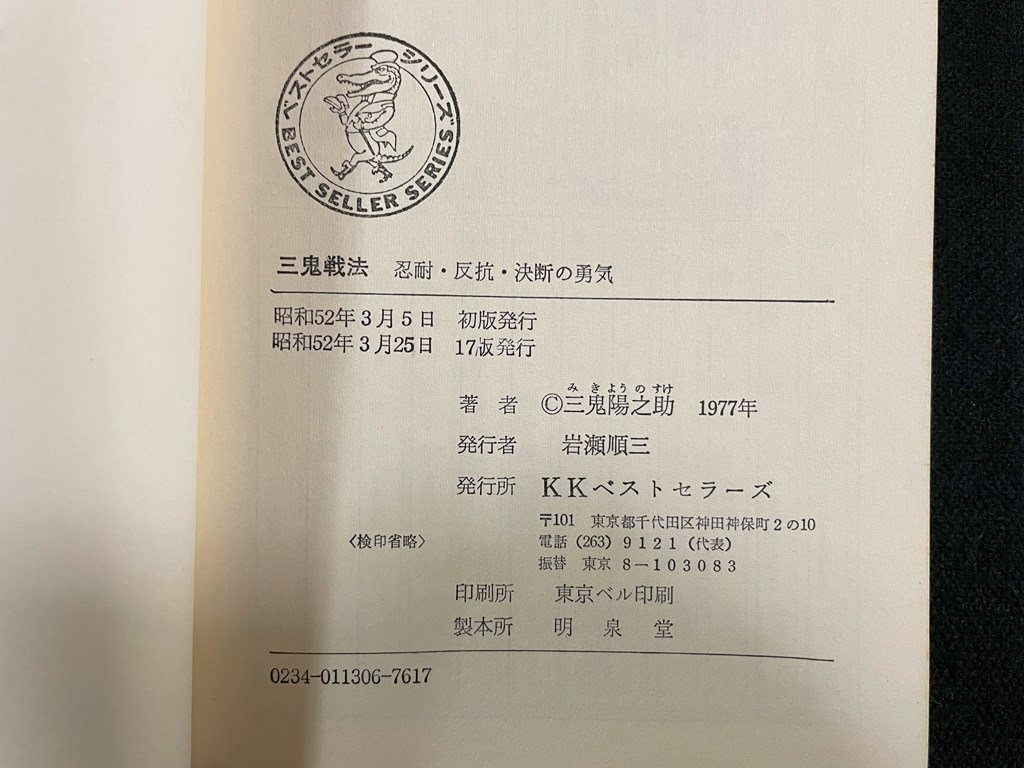 ベストセラーシリーズ
BEST SELLER SERIES
三鬼戦法 忍耐・反抗・決断の勇気
昭和52年3月5日 初版発行
昭和52年3月25日 17版発行
みきようのすけ
著者 ©三鬼陽之助 1977年
発行者 岩瀬順三
発行所 KKベストセラーズ
〒101 東京都千代田区神田神保町2の10
〈検印省略〉 電話(263)9121(代表)
振替 東京 8-103083
印刷所 東京ベル印刷
製本所 明泉堂
0234-011306-7617